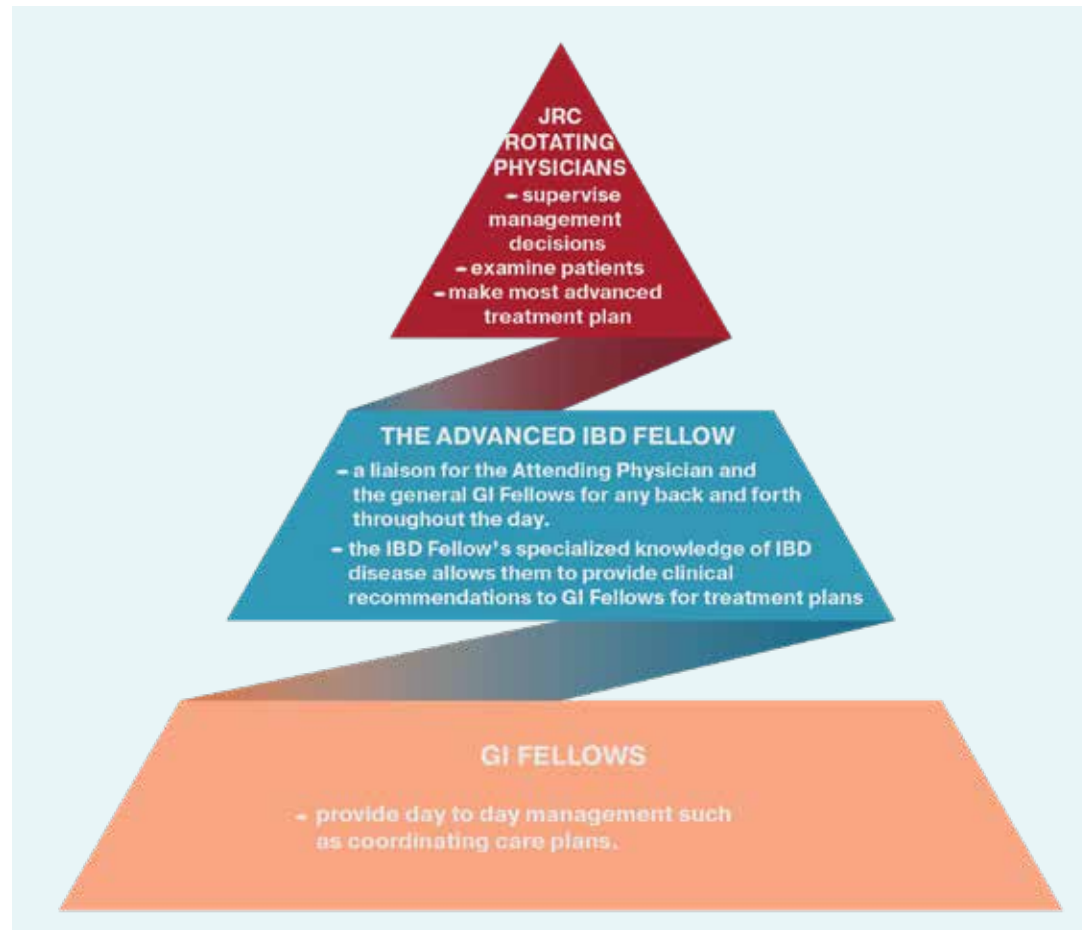 JRC
ROTATING
PHYSICIANS
- supervise
management
decisions
- examine patients
- make most advanced
treatment plan
THE ADVANCED IBD FELLOW
- a liaison for the Attending Physician and
the general GI Fellows for any back and forth
throughout the day.
- the IBD Fellow's specialized knowledge of IBD
disease allows them to provide clinical
recommendations to GI Fellows for treatment plans
GI FELLOWS
- provide day to day management such
as coordinating care plans.